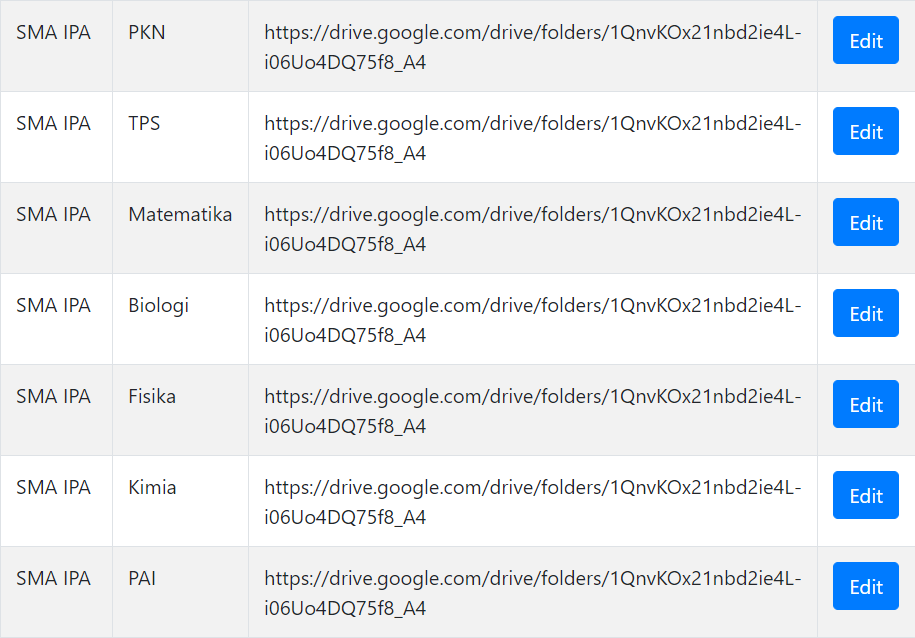 SMA IPA PKN https://drive.google.com/drive/folders/1QnvKOx21nbd2ie4L- Edit
i06Uo4DQ75f8_A4
SMA IPA TPS https://drive.google.com/drive/folders/1QnvKOx21nbd2ie4L- Edit
i06Uo4DQ75f8_A4
SMA IPA Matematika https://drive.google.com/drive/folders/1QnvKOx21nbd2ie4L- Edit
i06Uo4DQ75f8_A4
SMA IPA Biologi https://drive.google.com/drive/folders/1QnvKOx21nbd2ie4L- Edit
i06Uo4DQ75f8_A4
SMA IPA Fisika https://drive.google.com/drive/folders/1QnvKOx21nbd2ie4L- Edit
i06Uo4DQ75f8_A4
SMA IPA Kimia https://drive.google.com/drive/folders/1QnvKOx21nbd2ie4L- Edit
i06Uo4DQ75f8_A4
SMA IPA PAI https://drive.google.com/drive/folders/1QnvKOx21nbd2ie4L- Edit
i06Uo4DQ75f8_A4